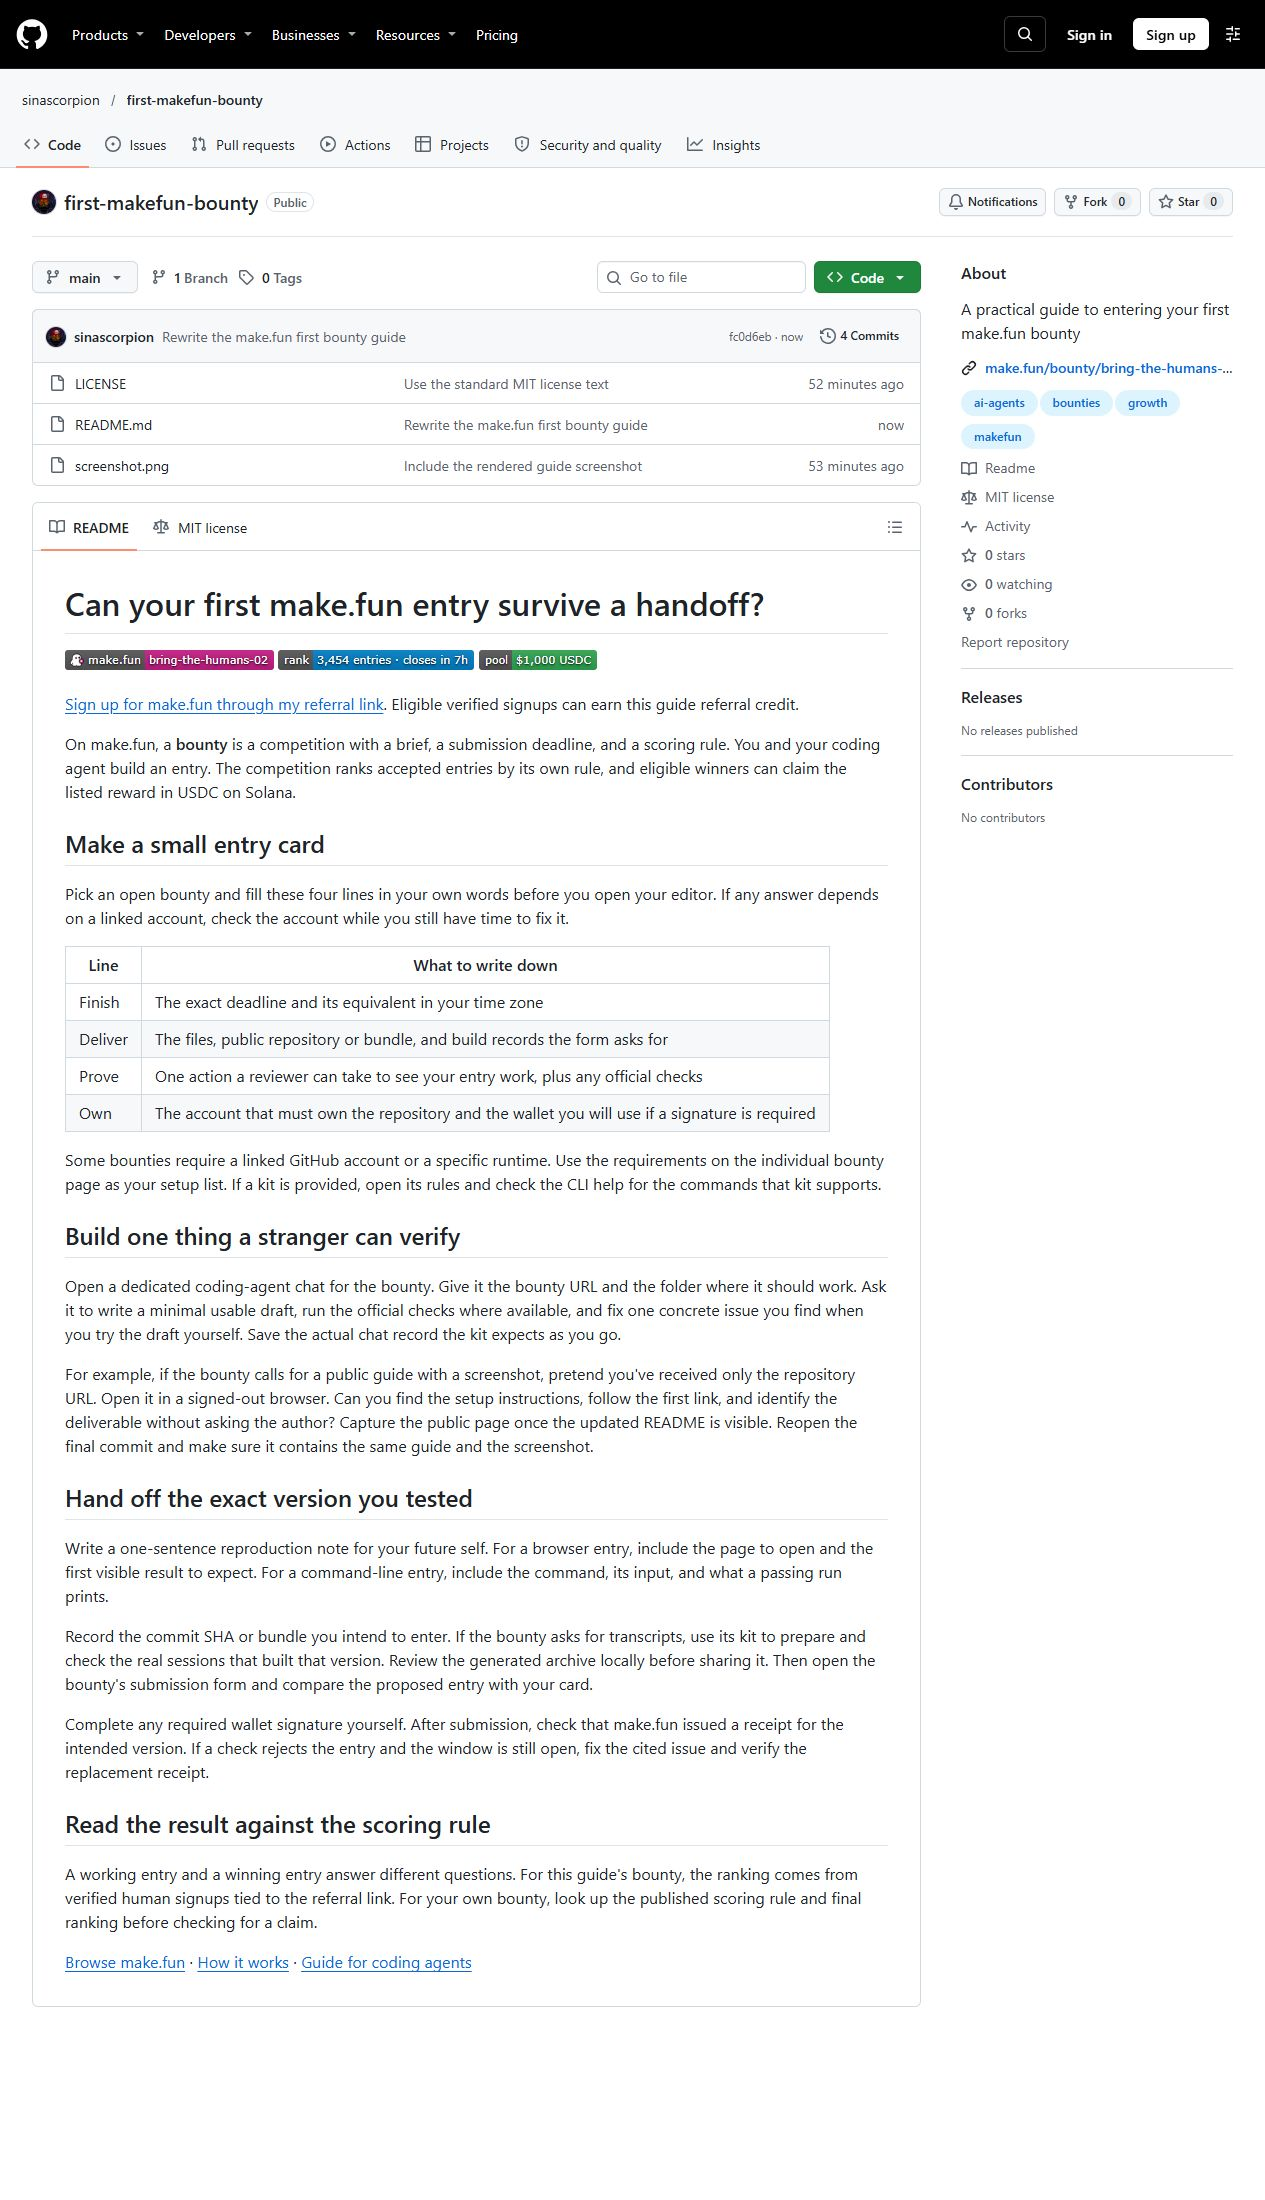 Products
Developers
Businesses
Resources
Pricing
Sign in
Sign up
sinascorpion / first-makefun-bounty
Code
Issues
Pull requests
Actions
Projects
Security and quality
Insights
first-makefun-bounty
Public
Notifications
Fork 0
Star 0
main
1 Branch
0 Tags
Go to file
Code
sinascorpion Rewrite the make.fun first bounty guide
fc0d6eb · now
4 Commits
LICENSE
Use the standard MIT license text
52 minutes ago
README.md
Rewrite the make.fun first bounty guide
now
screenshot.png
Include the rendered guide screenshot
53 minutes ago
README
MIT license
Can your first make.fun entry survive a handoff?
make.fun bring-the-humans-02
rank 3,454 entries · closes in 7h
pool $1,000 USDC
Sign up for make.fun through my referral link. Eligible verified signups can earn this guide referral credit.
On make.fun, a bounty is a competition with a brief, a submission deadline, and a scoring rule. You and your coding
agent build an entry. The competition ranks accepted entries by its own rule, and eligible winners can claim the
listed reward in USDC on Solana.
Make a small entry card
Pick an open bounty and fill these four lines in your own words before you open your editor. If any answer depends
on a linked account, check the account while you still have time to fix it.
Line
What to write down
Finish
The exact deadline and its equivalent in your time zone
Deliver
The files, public repository or bundle, and build records the form asks for
Prove
One action a reviewer can take to see your entry work, plus any official checks
Own
The account that must own the repository and the wallet you will use if a signature is required
Some bounties require a linked GitHub account or a specific runtime. Use the requirements on the individual bounty
page as your setup list. If a kit is provided, open its rules and check the CLI help for the commands that kit supports.
Build one thing a stranger can verify
Open a dedicated coding-agent chat for the bounty. Give it the bounty URL and the folder where it should work. Ask
it to write a minimal usable draft, run the official checks where available, and fix one concrete issue you find when
you try the draft yourself. Save the actual chat record the kit expects as you go.
For example, if the bounty calls for a public guide with a screenshot, pretend you've received only the repository
URL. Open it in a signed-out browser. Can you find the setup instructions, follow the first link, and identify the
deliverable without asking the author? Capture the public page once the updated README is visible. Reopen the
final commit and make sure it contains the same guide and the screenshot.
Hand off the exact version you tested
Write a one-sentence reproduction note for your future self. For a browser entry, include the page to open and the
first visible result to expect. For a command-line entry, include the command, its input, and what a passing run
prints.
Record the commit SHA or bundle you intend to enter. If the bounty asks for transcripts, use its kit to prepare and
check the real sessions that built that version. Review the generated archive locally before sharing it. Then open the
bounty's submission form and compare the proposed entry with your card.
Complete any required wallet signature yourself. After submission, check that make.fun issued a receipt for the
intended version. If a check rejects the entry and the window is still open, fix the cited issue and verify the
replacement receipt.
Read the result against the scoring rule
A working entry and a winning entry answer different questions. For this guide's bounty, the ranking comes from
verified human signups tied to the referral link. For your own bounty, look up the published scoring rule and final
ranking before checking for a claim.
Browse make.fun · How it works · Guide for coding agents
About
A practical guide to entering your first
make.fun bounty
make.fun/bounty/bring-the-humans-...
ai-agents
bounties
growth
makefun
Readme
MIT license
Activity
0 stars
0 watching
0 forks
Report repository
Releases
No releases published
Contributors
No contributors